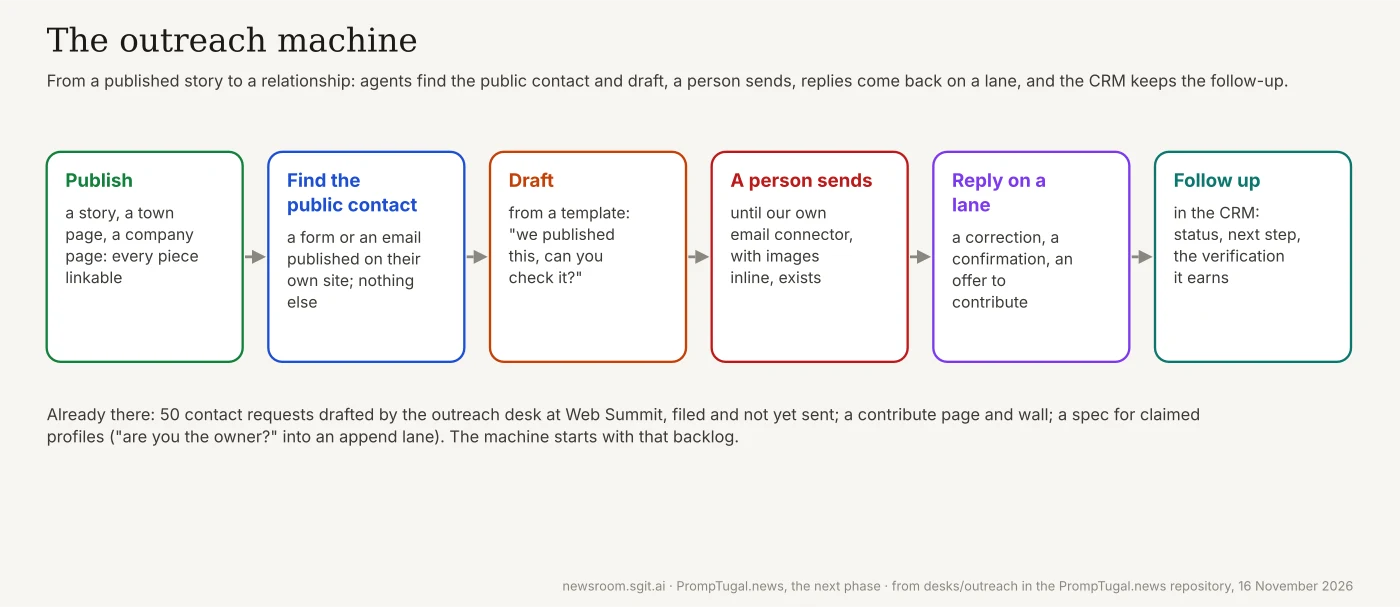 The outreach machine
From a published story to a relationship: agents find the public contact and draft, a person sends, replies come back on a lane, and the CRM keeps the follow-up.
Publish
a story, a town
page, a company
page: every piece
linkable
Find the
public contact
a form or an email
published on their
own site; nothing
else
Draft
from a template:
"we published
this, can you
check it?"
A person sends
until our own
email connector,
with images
inline, exists
Reply on a
lane
a correction, a
confirmation, an
offer to
contribute
Follow up
in the CRM:
status, next step,
the verification
it earns
Already there: 50 contact requests drafted by the outreach desk at Web Summit, filed and not yet sent; a contribute page and wall; a spec for claimed
profiles ("are you the owner?" into an append lane). The machine starts with that backlog.
newsroom.sgit.ai · PrompTugal.news, the next phase · from desks/outreach in the PrompTugal.news repository, 16 November 2026